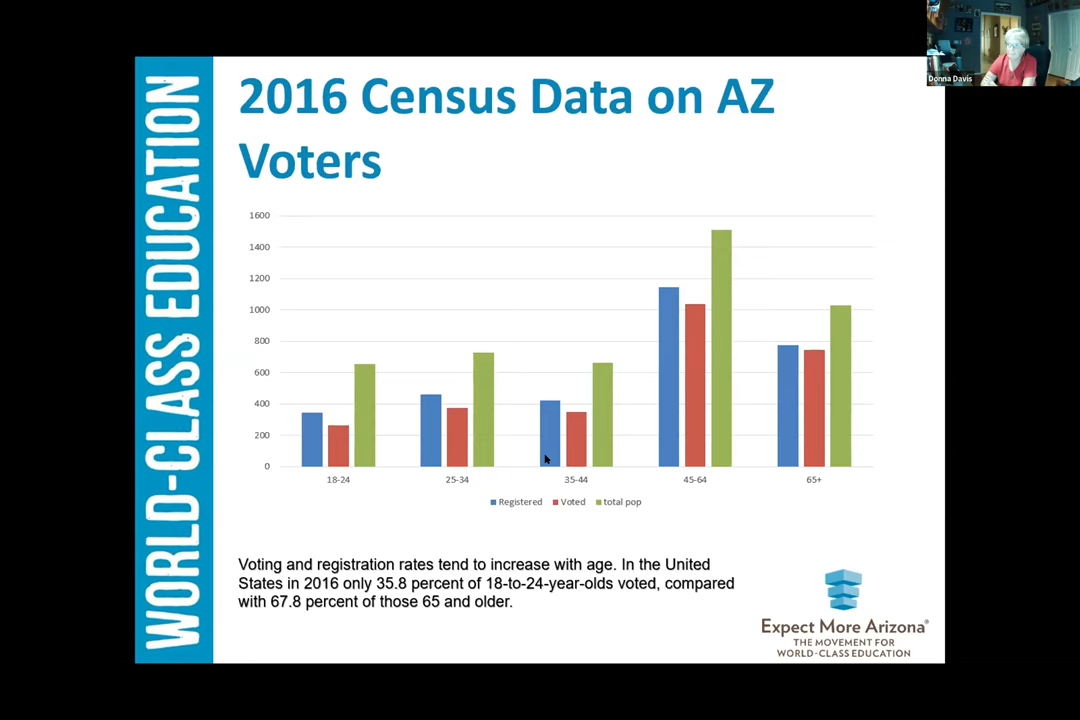 WORLD-CLASS EDUCATION
2016 Census Data on AZ
Voters
1600
1400
1200
1000
800
600
400
200
0
18-24
25-34
35-44
45-64
65+
Registered
Voted
total pop
Voting and registration rates tend to increase with age. In the United
States in 2016 only 35.8 percent of 18-to-24-year-olds voted, compared
with 67.8 percent of those 65 and older.
Expect More Arizona®
THE MOVEMENT FOR
WORLD-CLASS EDUCATION
Donna Davis